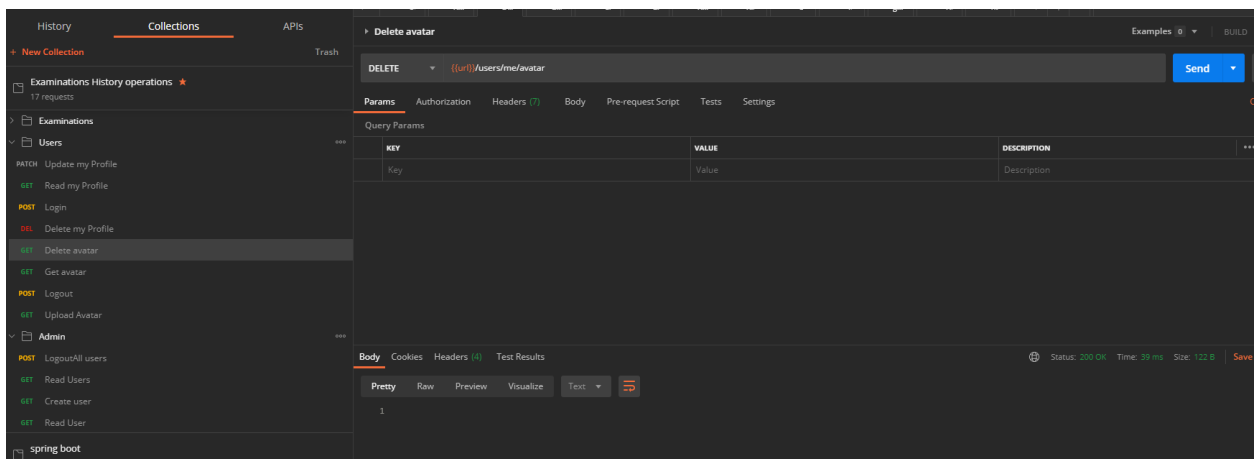 History Collections APIs
+ New Collection Trash
Examinations History operations
17 requests
Examinations
Users
PATCH Update my Profile
GET Read my Profile
POST Login
DEL Delete my Profile
GET Delete avatar
GET Get avatar
POST Logout
GET Upload Avatar
Admin
POST LogoutAll users
GET Read Users
GET Create user
GET Read User
spring boot
Delete avatar Examples 0 BUILD
DELETE {{url}}/users/me/avatar Send
Params Authorization Headers (7) Body Pre-request Script Tests Settings
Query Params
KEY VALUE DESCRIPTION
Key Value Description
Body Cookies Headers (4) Test Results Status: 200 OK Time: 39 ms Size: 122 B Save
Pretty Raw Preview Visualize Text
1